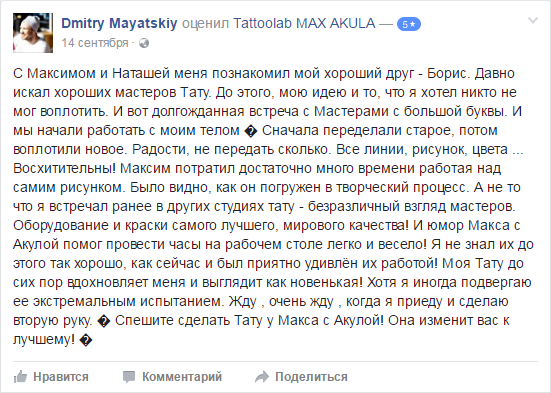 Dmitry Mayatskiy оценил Tattoolab MAX AKULA — 5★
14 сентября ·
С Максимом и Наташей меня познакомил мой хороший друг - Борис. Давно
искал хороших мастеров Тату. До этого, мою идею и то, что я хотел никто не
мог воплотить. И вот долгожданная встреча с Мастерами с большой буквы. И
мы начали работать с моим телом � Сначала переделали старое, потом
воплотили новое. Радости, не передать сколько. Все линии, рисунок, цвета ...
Восхитительны! Максим потратил достаточно много времени работая над
самим рисунком. Было видно, как он погружен в творческий процесс. А не то
что я встречал ранее в других студиях тату - безразличный взгляд мастеров.
Оборудование и краски самого лучшего, мирового качества! И юмор Макса с
Акулой помог провести часы на рабочем столе легко и весело! Я не знал их до
этого так хорошо, как сейчас и был приятно удивлён их работой! Моя Тату до
сих пор вдохновляет меня и выглядит как новенькая! Хотя я иногда подвергаю
ее экстремальным испытанием. Жду , очень жду , когда я приеду и сделаю
вторую руку. � Спешите сделать Тату у Макса с Акулой! Она изменит вас к
лучшему! �
Нравится Комментарий Поделиться